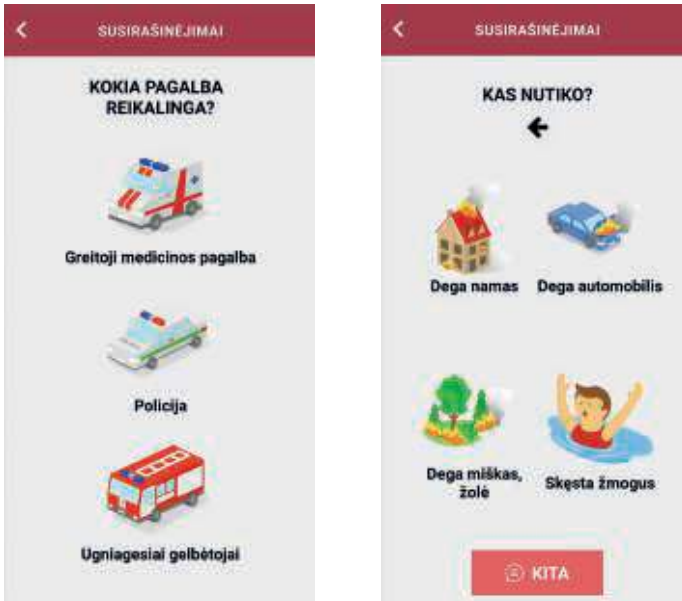 SUSIRAŠINĖJIMAI
KOKIA PAGALBA
REIKALINGA?
Greitoji medicinos pagalba
Policija
Ugniagesiai gelbėtojai
SUSIRAŠINĖJIMAI
KAS NUTIKO?
Dega namas
Dega automobilis
Dega miškas,
žolė
Skęsta žmogus
KITA